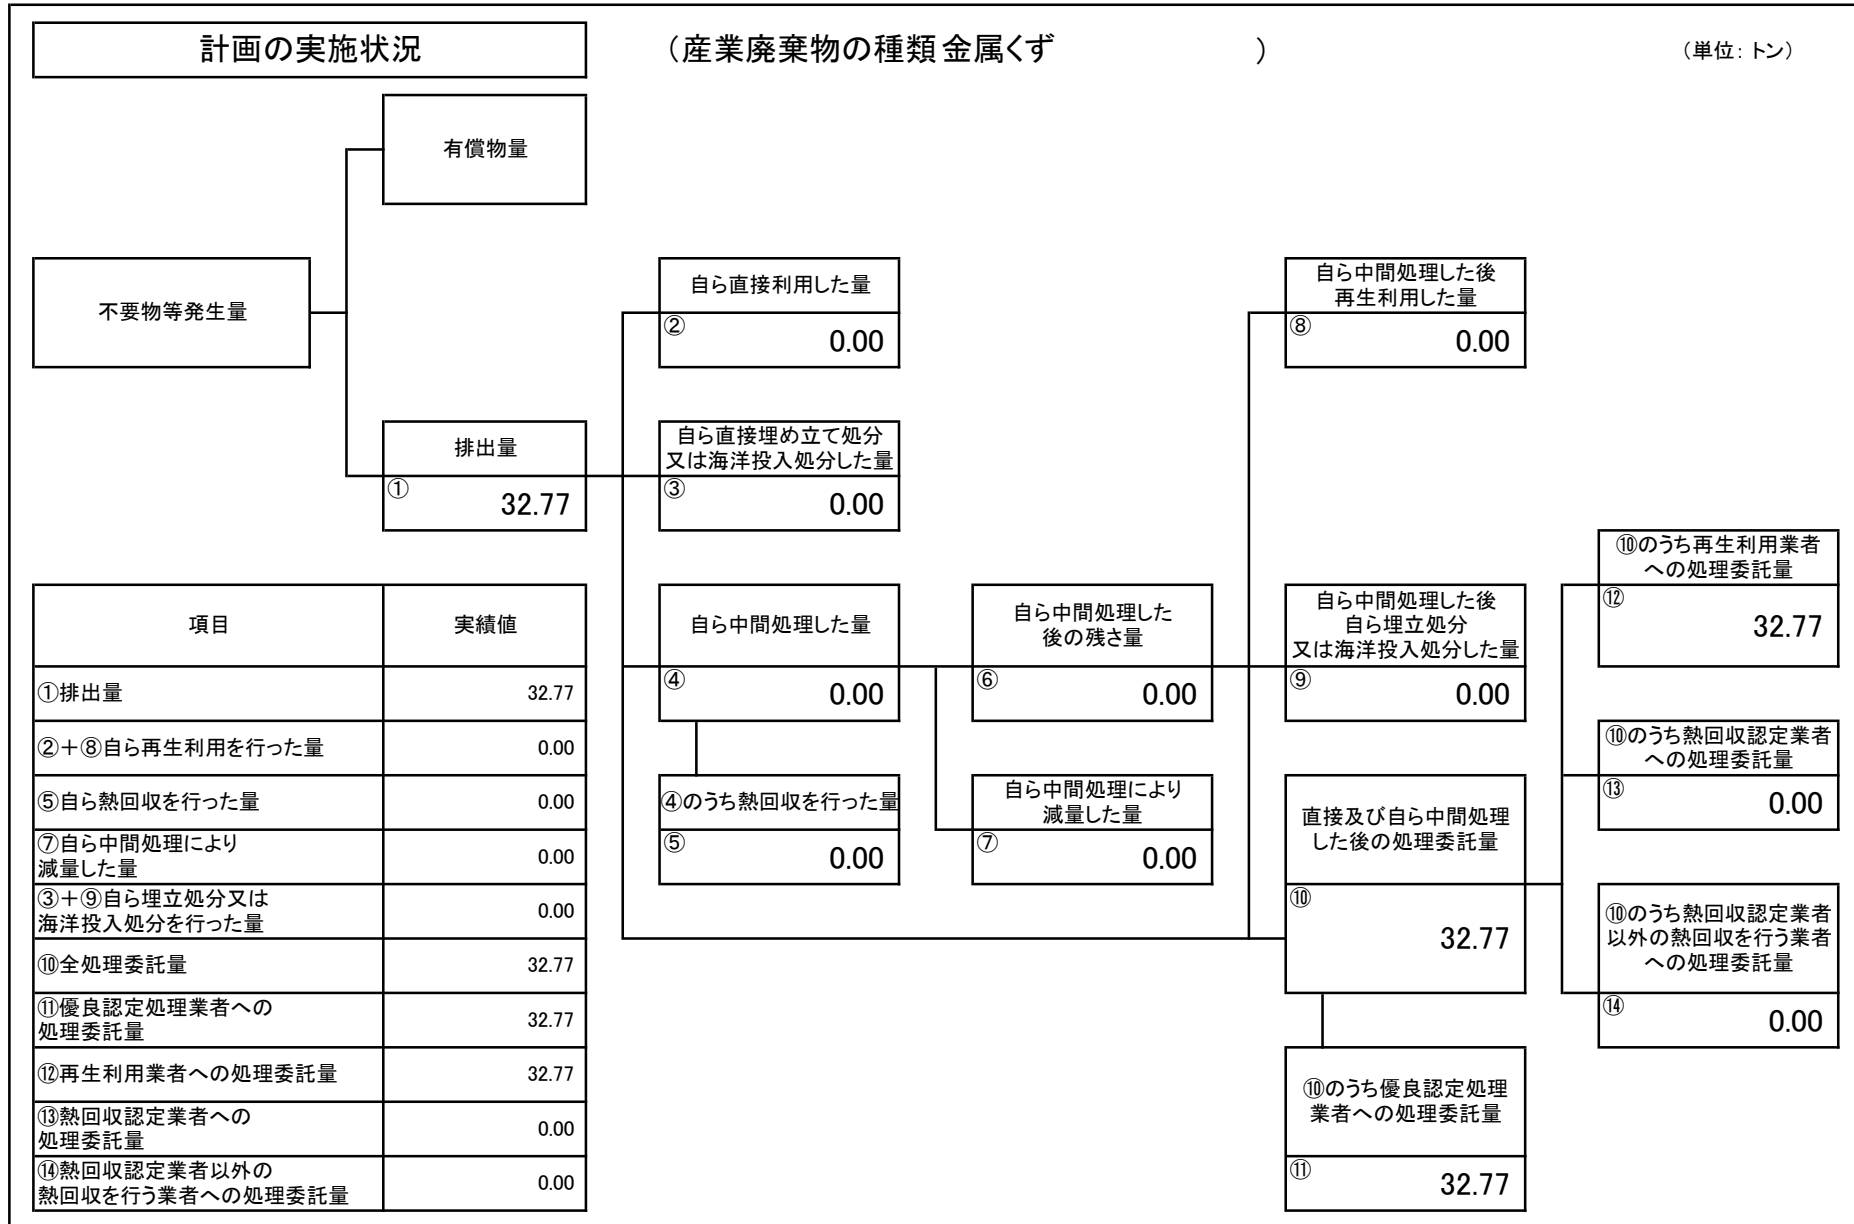 計画の実施状況
（産業廃棄物の種類 金属くず　　　　　）
（単位：トン）
有償物量
不要物等発生量
自ら直接利用した量
②
0.00
自ら中間処理した後
再生利用した量
⑧
0.00
排出量
①
32.77
自ら直接埋め立て処分
又は海洋投入処分した量
③
0.00
⑩のうち再生利用業者
への処理委託量
⑫
32.77
自ら中間処理した量
④
0.00
自ら中間処理した
後の残さ量
⑥
0.00
自ら中間処理した後
自ら埋立処分
又は海洋投入処分した量
⑨
0.00
⑩のうち熱回収認定業者
への処理委託量
⑬
0.00
④のうち熱回収を行った量
⑤
0.00
自ら中間処理により
減量した量
⑦
0.00
直接及び自ら中間処理
した後の処理委託量
⑩
32.77
⑩のうち熱回収認定業者
以外の熱回収を行う業者
への処理委託量
⑭
0.00
⑩のうち優良認定処理
業者への処理委託量
⑪
32.77
項目 実績値
①排出量 32.77
②＋⑧自ら再生利用を行った量 0.00
⑤自ら熱回収を行った量 0.00
⑦自ら中間処理により
減量した量 0.00
③＋⑨自ら埋立処分又は
海洋投入処分を行った量 0.00
⑩全処理委託量 32.77
⑪優良認定処理業者への
処理委託量 32.77
⑫再生利用業者への処理委託量 32.77
⑬熱回収認定業者への
処理委託量 0.00
⑭熱回収認定業者以外の
熱回収を行う業者への処理委託量 0.00